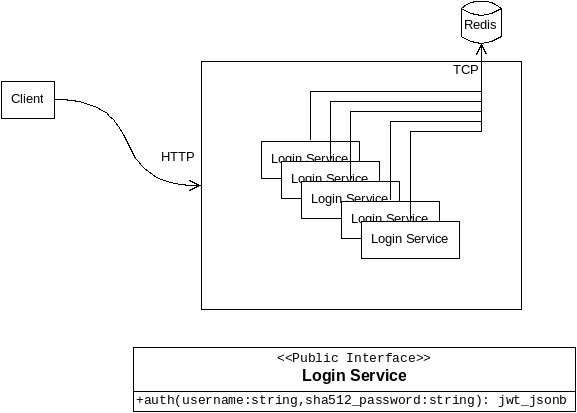 Redis
TCP
Client
HTTP
Login Service
Login Service
Login Service
Login Service
Login Service
<<Public Interface>>
Login Service
+auth(username:string,sha512_password:string): jwt_jsonb